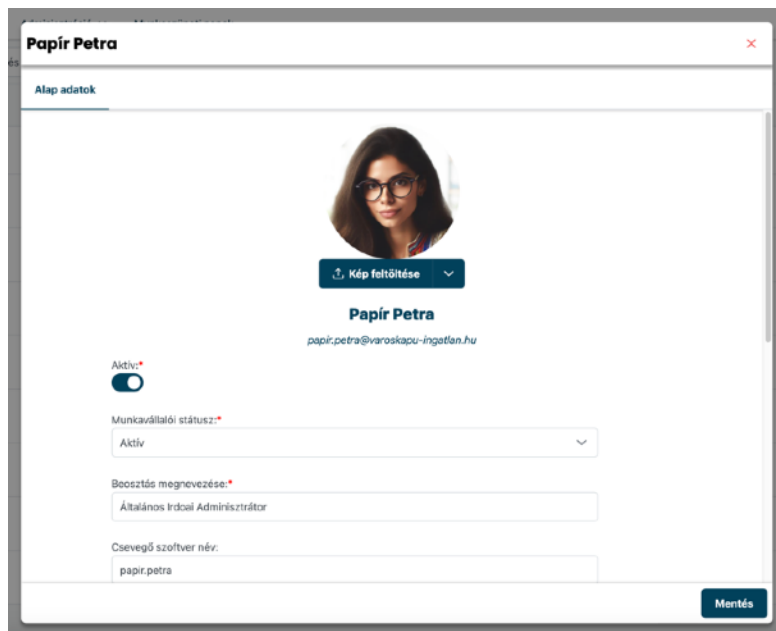 Papír Petra
Alap adatok
Kép feltöltése
Papír Petra
papir.petra@varoskapu-ingatlan.hu
Aktív:*
Munkavállalói státusz:*
Aktív
Beosztás megnevezése:*
Általános Irdoai Adminisztrátor
Csevegő szoftver név:
papir.petra
Mentés